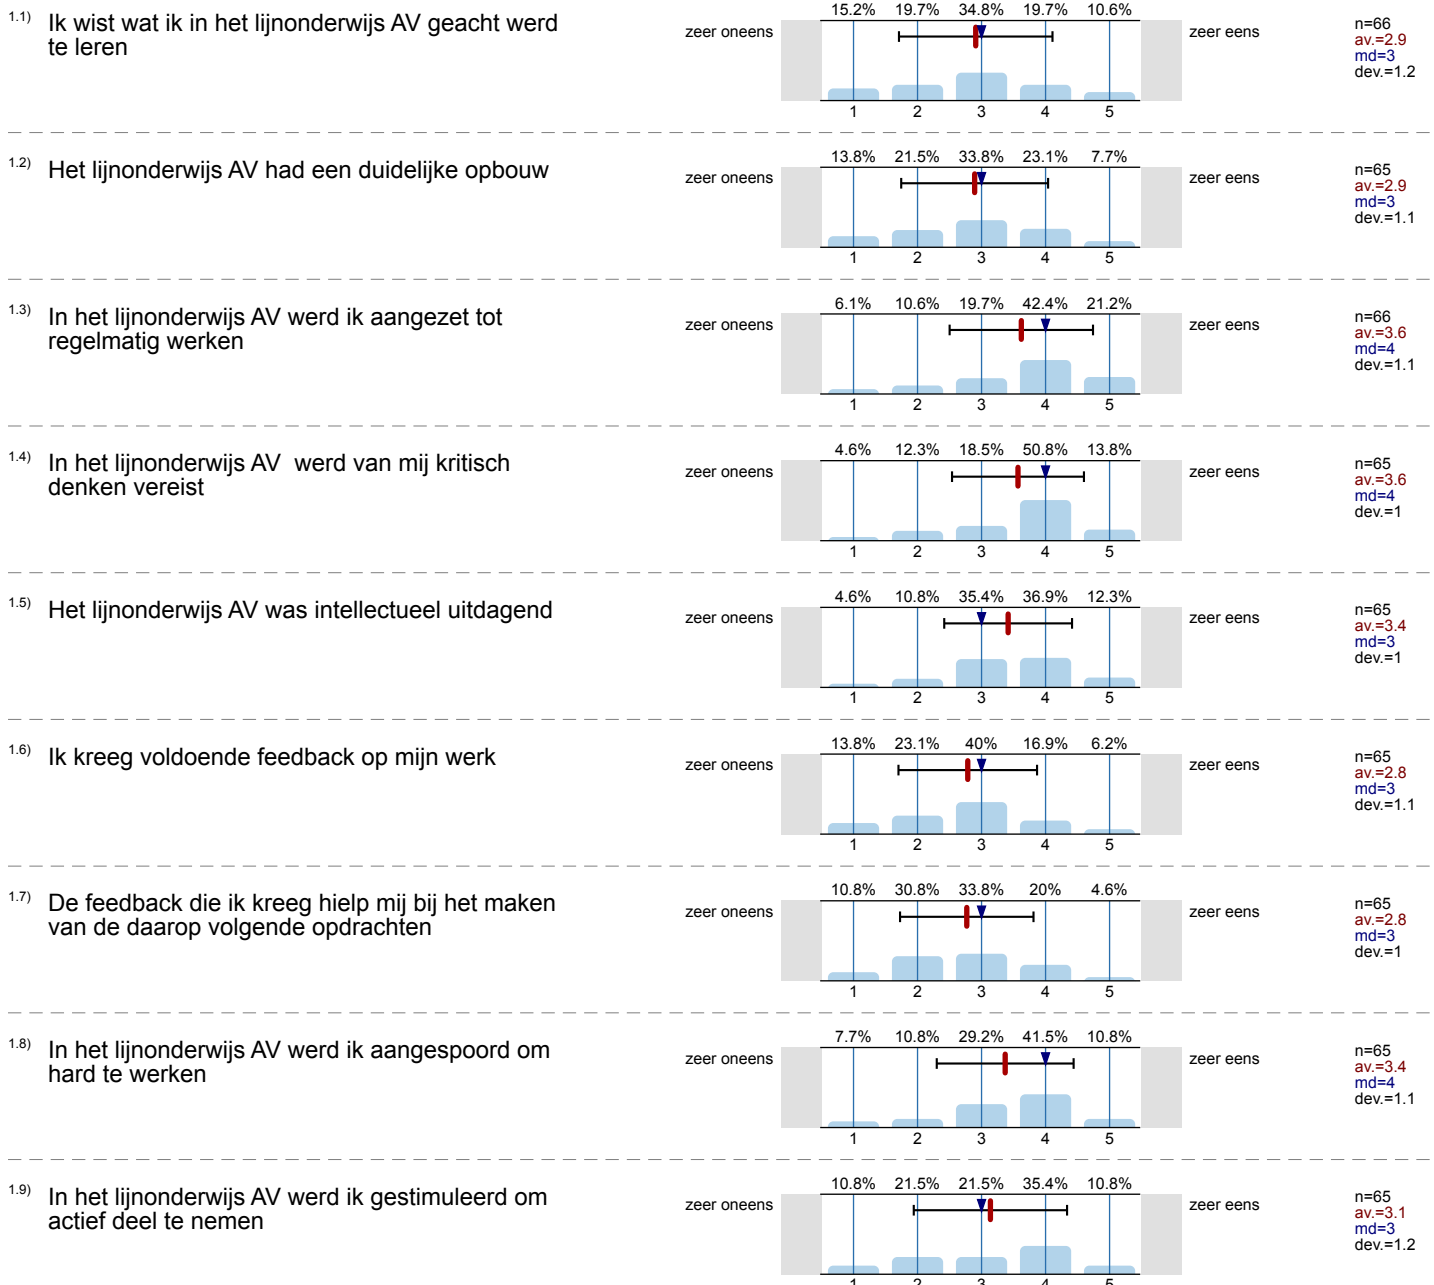 1.1) Ik wist wat ik in het lijnonderwijs AV geacht werd
te leren
zeer oneens
15.2% 19.7% 34.8% 19.7% 10.6%
1 2 3 4 5
zeer eens
n=66
av.=2.9
md=3
dev.=1.2
1.2) Het lijnonderwijs AV had een duidelijke opbouw
zeer oneens
13.8% 21.5% 33.8% 23.1% 7.7%
1 2 3 4 5
zeer eens
n=65
av.=2.9
md=3
dev.=1.1
1.3) In het lijnonderwijs AV werd ik aangezet tot
regelmatig werken
zeer oneens
6.1% 10.6% 19.7% 42.4% 21.2%
1 2 3 4 5
zeer eens
n=66
av.=3.6
md=4
dev.=1.1
1.4) In het lijnonderwijs AV werd van mij kritisch
denken vereist
zeer oneens
4.6% 12.3% 18.5% 50.8% 13.8%
1 2 3 4 5
zeer eens
n=65
av.=3.6
md=4
dev.=1
1.5) Het lijnonderwijs AV was intellectueel uitdagend
zeer oneens
4.6% 10.8% 35.4% 36.9% 12.3%
1 2 3 4 5
zeer eens
n=65
av.=3.4
md=3
dev.=1
1.6) Ik kreeg voldoende feedback op mijn werk
zeer oneens
13.8% 23.1% 40% 16.9% 6.2%
1 2 3 4 5
zeer eens
n=65
av.=2.8
md=3
dev.=1.1
1.7) De feedback die ik kreeg hielp mij bij het maken
van de daarop volgende opdrachten
zeer oneens
10.8% 30.8% 33.8% 20% 4.6%
1 2 3 4 5
zeer eens
n=65
av.=2.8
md=3
dev.=1
1.8) In het lijnonderwijs AV werd ik aangespoord om
hard te werken
zeer oneens
7.7% 10.8% 29.2% 41.5% 10.8%
1 2 3 4 5
zeer eens
n=65
av.=3.4
md=4
dev.=1.1
1.9) In het lijnonderwijs AV werd ik gestimuleerd om
actief deel te nemen
zeer oneens
10.8% 21.5% 21.5% 35.4% 10.8%
1 2 3 4 5
zeer eens
n=65
av.=3.1
md=3
dev.=1.2